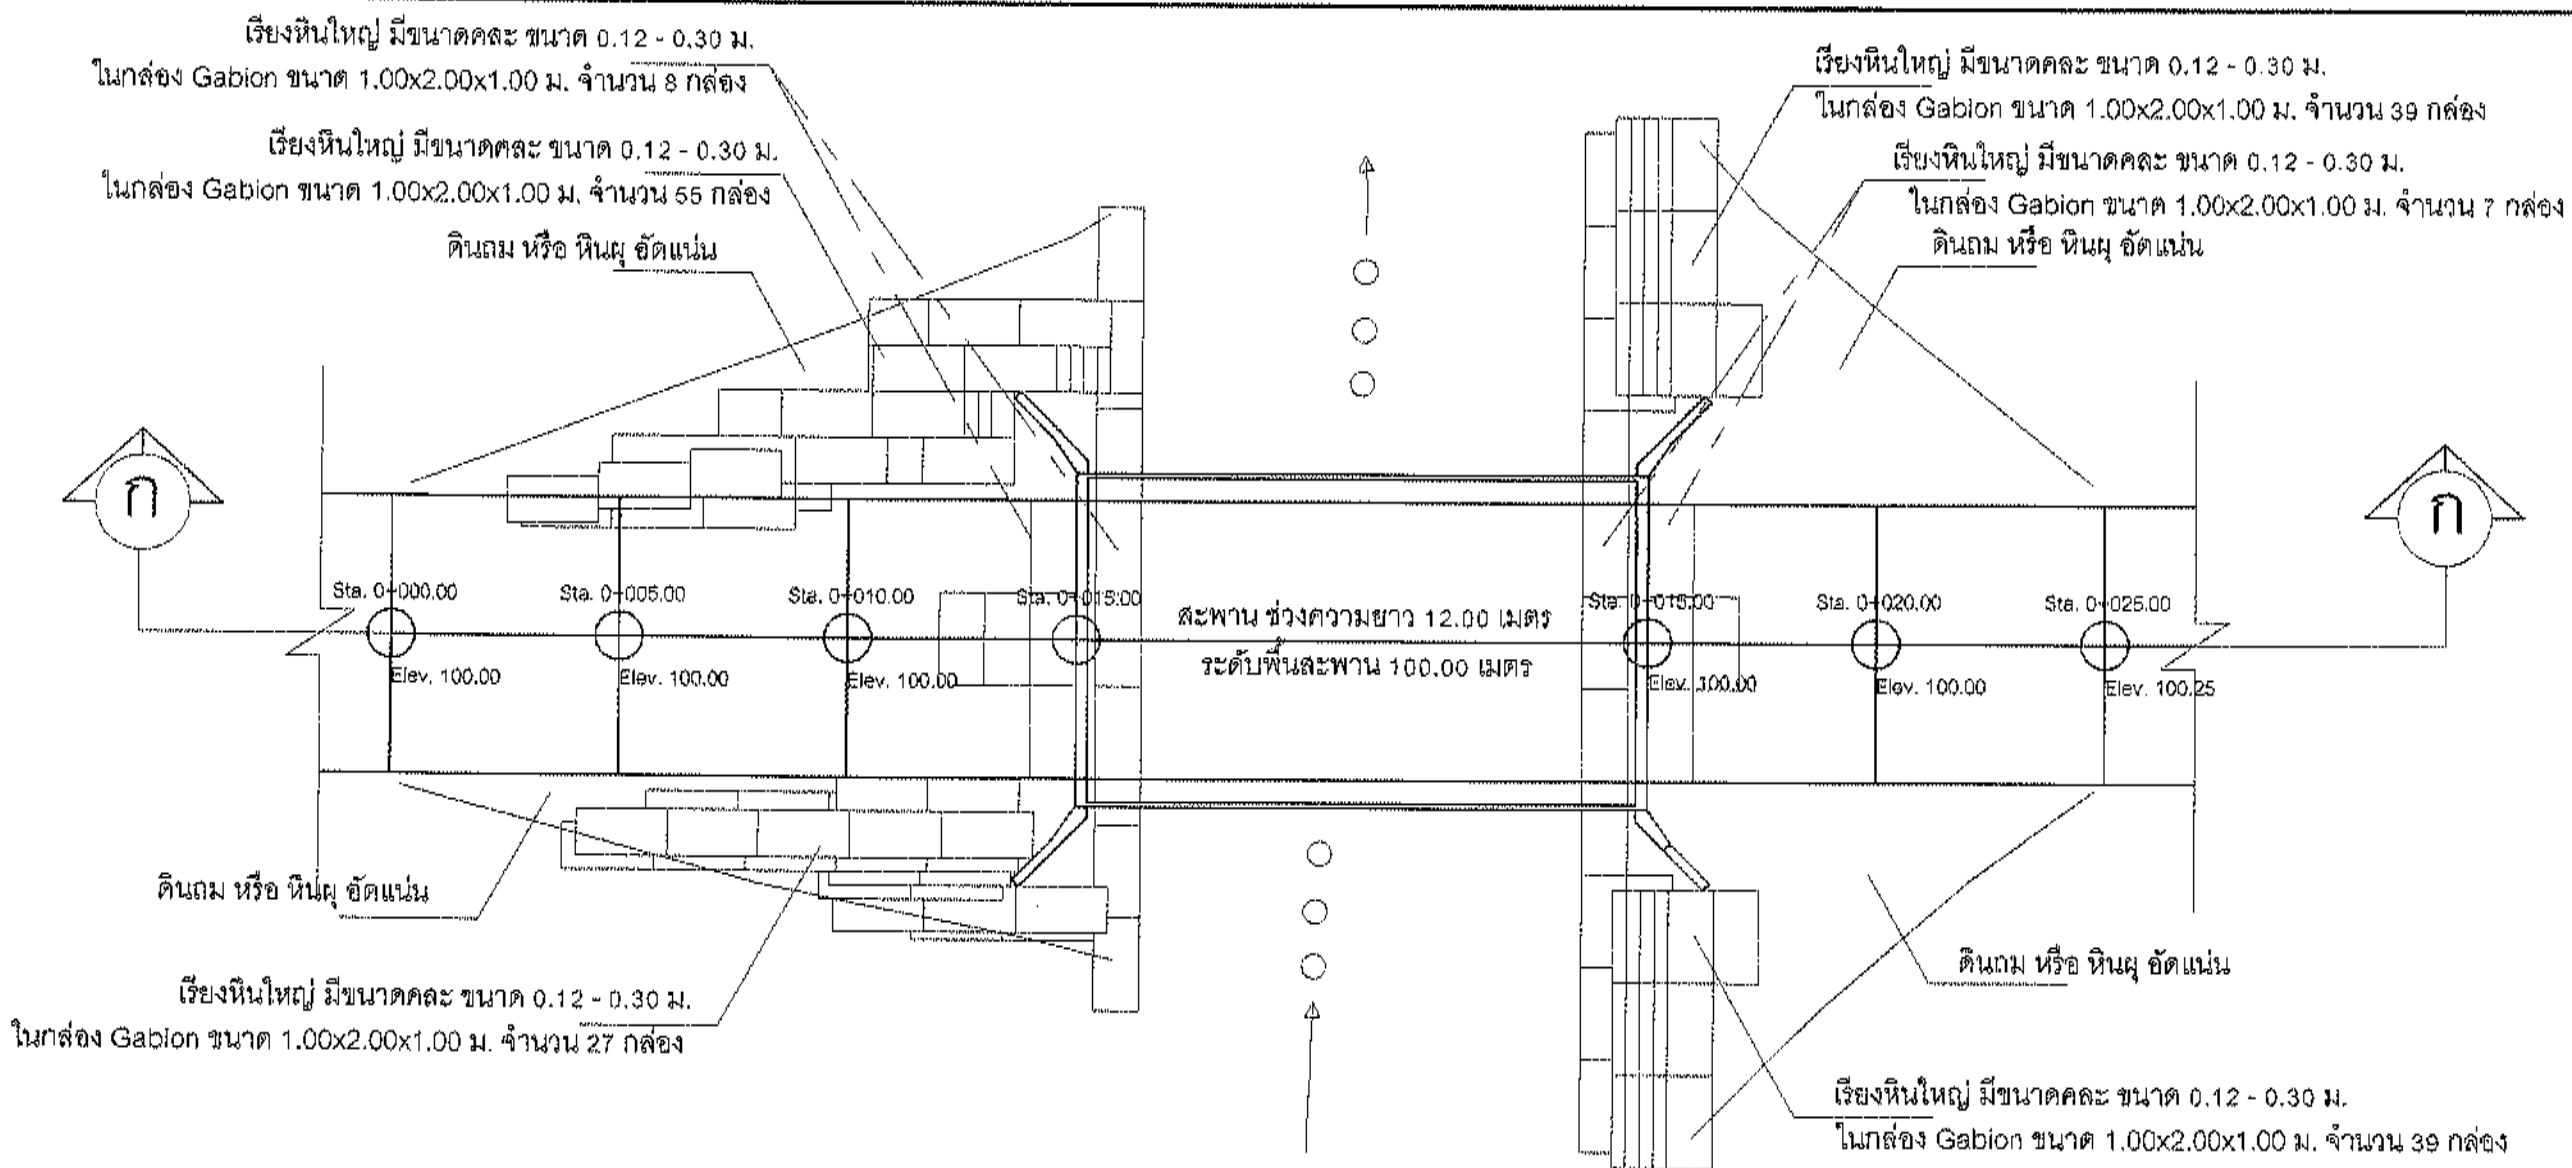 เรียงหินใหญ่ มีขนาดคละ ขนาด 0.12 - 0.30 ม.
ในกล่อง Gabion ขนาด 1.00x2.00x1.00 ม. จำนวน 8 กล่อง
เรียงหินใหญ่ มีขนาดคละ ขนาด 0.12 - 0.30 ม.
ในกล่อง Gabion ขนาด 1.00x2.00x1.00 ม. จำนวน 55 กล่อง
ดินถม หรือ หินผุ อัดแน่น
เรียงหินใหญ่ มีขนาดคละ ขนาด 0.12 - 0.30 ม.
ในกล่อง Gabion ขนาด 1.00x2.00x1.00 ม. จำนวน 39 กล่อง
เรียงหินใหญ่ มีขนาดคละ ขนาด 0.12 - 0.30 ม.
ในกล่อง Gabion ขนาด 1.00x2.00x1.00 ม. จำนวน 7 กล่อง
ดินถม หรือ หินผุ อัดแน่น
ก
ก
Sta. 0+000.00
Sta. 0+005.00
Sta. 0+010.00
Sta.
Sta. 0+015.00
Sta. 0+020.00
Sta. 0+025.00
สะพาน ช่วงความยาว 12.00 เมตร
ระดับพื้นสะพาน 100.00 เมตร
Elev. 100.00
Elev. 100.00
Elev. 100.00
Elev. 100.00
Elev. 100.00
Elev. 100.25
ดินถม หรือ หินผุ อัดแน่น
เรียงหินใหญ่ มีขนาดคละ ขนาด 0.12 - 0.30 ม.
ในกล่อง Gabion ขนาด 1.00x2.00x1.00 ม. จำนวน 27 กล่อง
ดินถม หรือ หินผุ อัดแน่น
เรียงหินใหญ่ มีขนาดคละ ขนาด 0.12 - 0.30 ม.
ในกล่อง Gabion ขนาด 1.00x2.00x1.00 ม. จำนวน 39 กล่อง